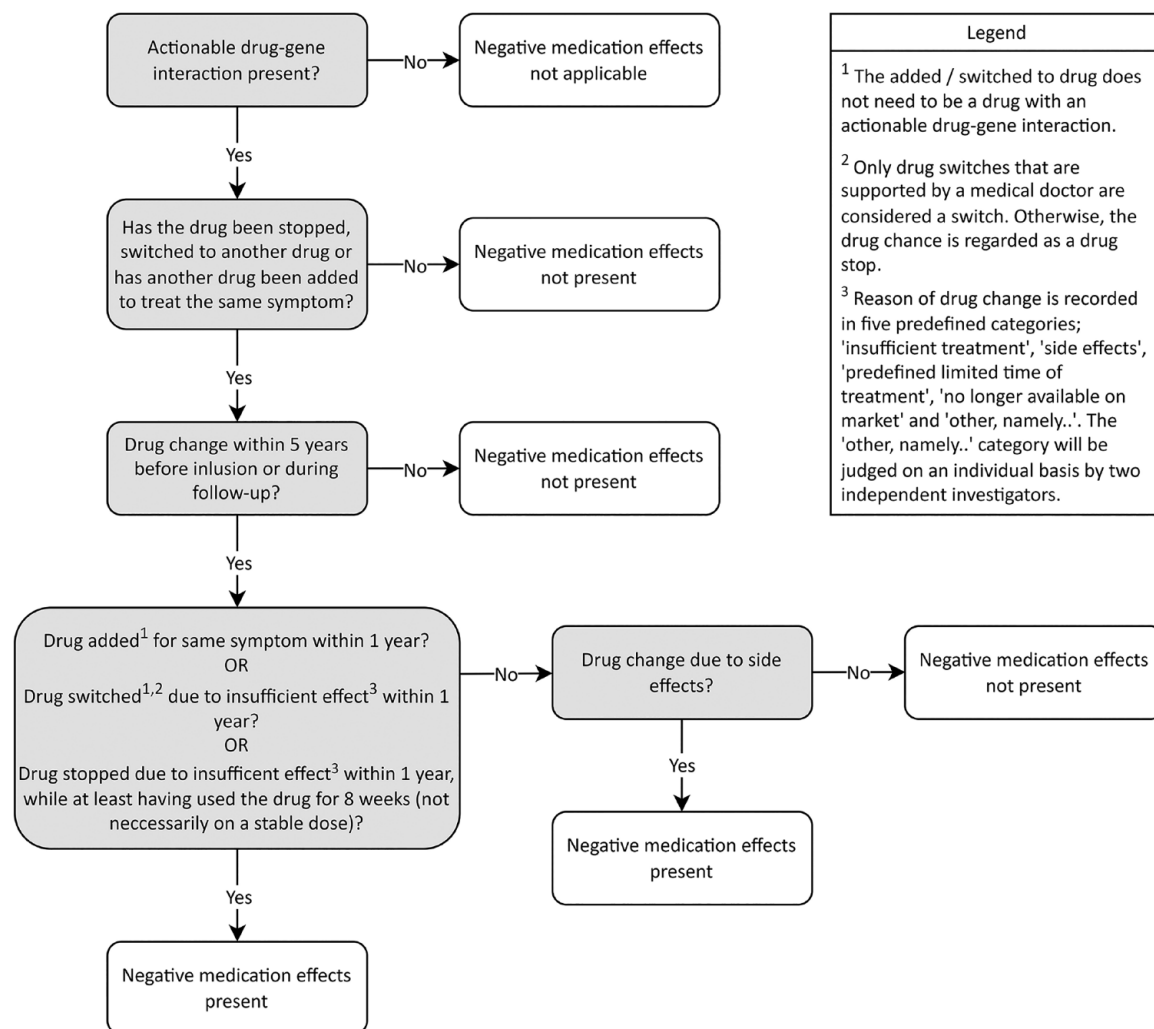 Actionable drug-gene
interaction present?
No
Negative medication effects
not applicable
Yes
Has the drug been stopped,
switched to another drug or
has another drug been added
to treat the same symptom?
No
Negative medication effects
not present
Yes
Drug change within 5 years
before inlusion or during
follow-up?
No
Negative medication effects
not present
Yes
Drug added1 for same symptom within 1 year?
OR
Drug switched1,2 due to insufficient effect3 within 1
year?
OR
Drug stopped due to insufficent effect3 within 1 year,
while at least having used the drug for 8 weeks (not
neccessarily on a stable dose)?
No
Drug change due to side
effects?
No
Negative medication effects
not present
Yes
Negative medication effects
present
Yes
Negative medication effects
present
Legend
1 The added / switched to drug does
not need to be a drug with an
actionable drug-gene interaction.
2 Only drug switches that are
supported by a medical doctor are
considered a switch. Otherwise, the
drug chance is regarded as a drug
stop.
3 Reason of drug change is recorded
in five predefined categories;
'insufficient treatment', 'side effects',
'predefined limited time of
treatment', 'no longer available on
market' and 'other, namely..'. The
'other, namely..' category will be
judged on an individual basis by two
independent investigators.